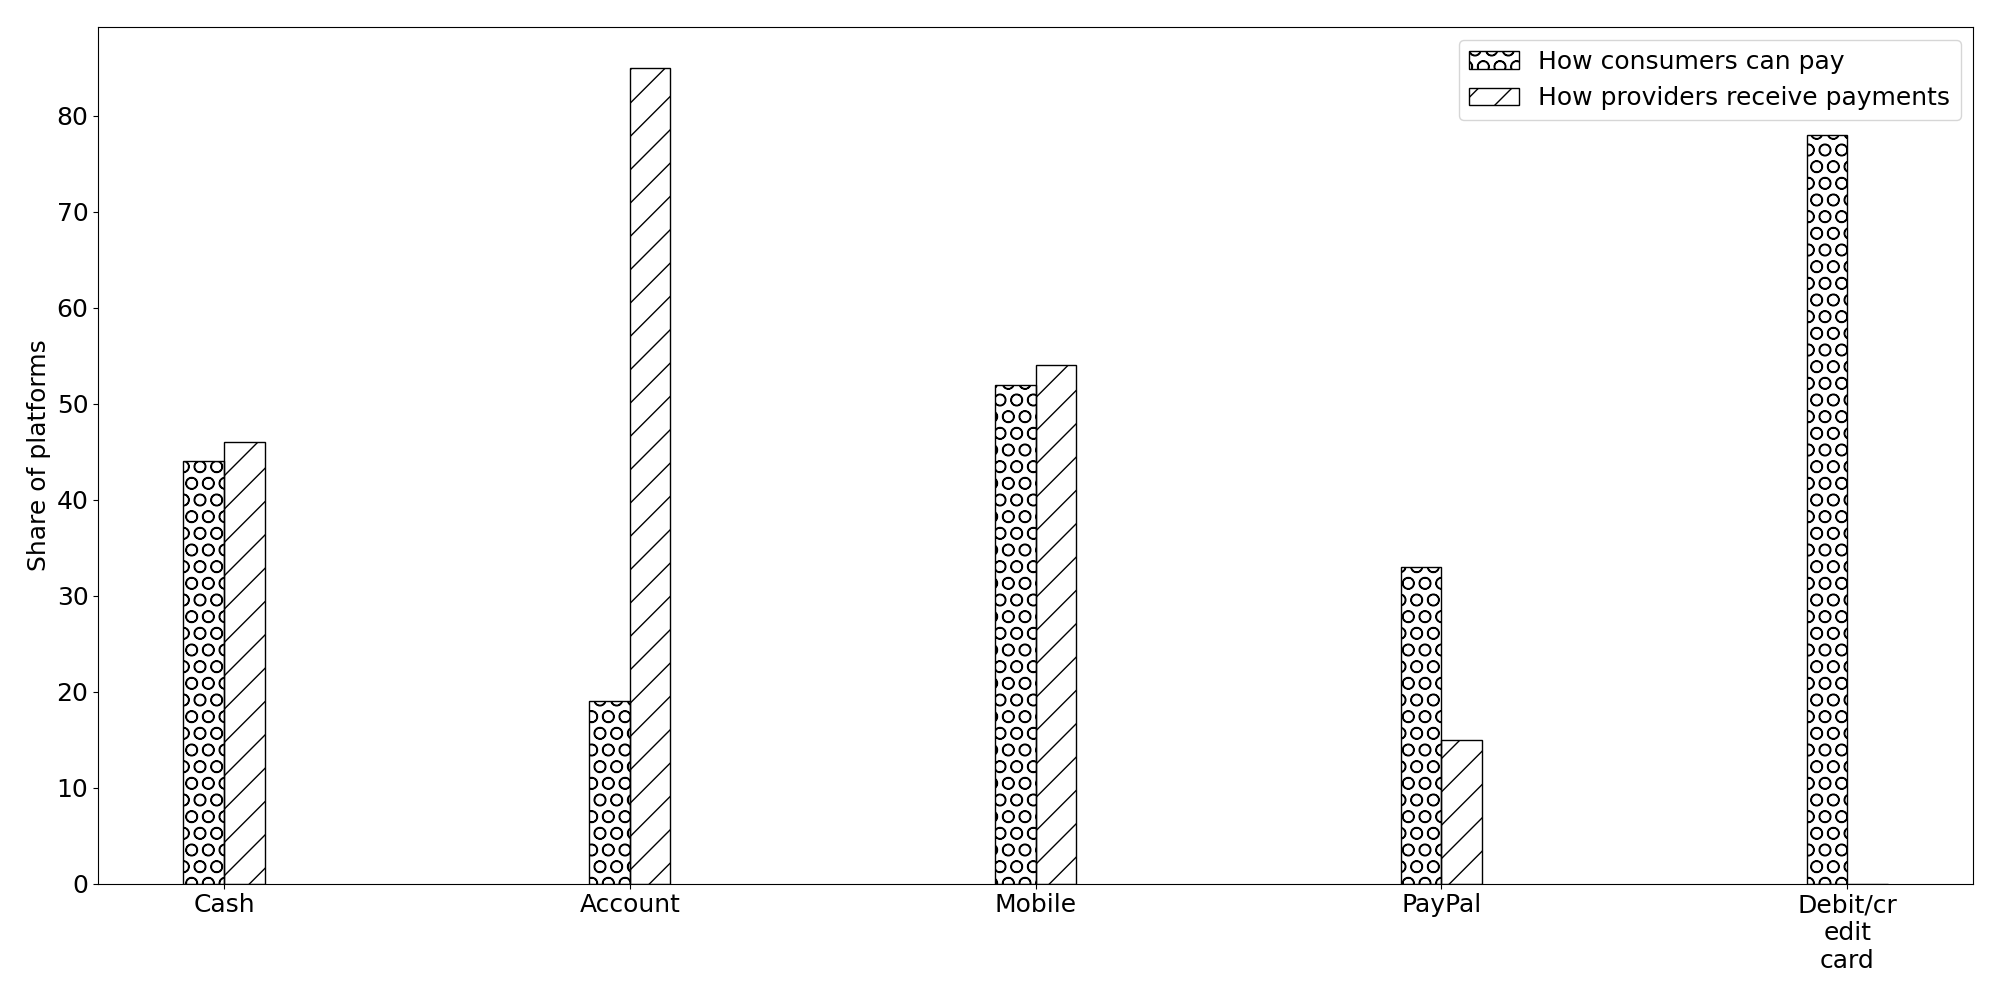 How consumers can pay
How providers receive payments
Share of platforms
80
70
60
50
40
30
20
10
0
Cash
Account
Mobile
PayPal
Debit/cr
edit
card